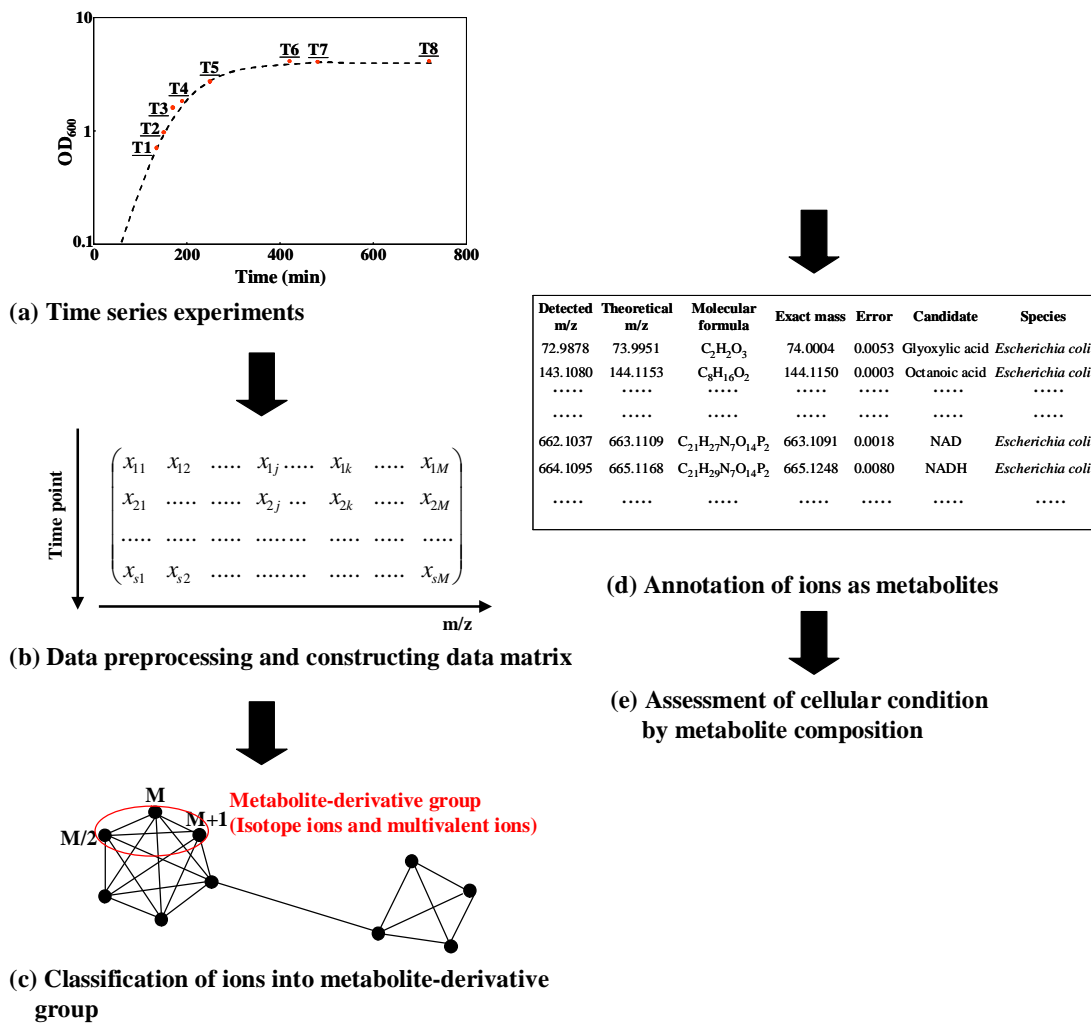 10
1
0.1
OD600
T1
T2
T3
T4
T5
T6
T7
T8
0 200 400 600 800
Time (min)
(a) Time series experiments
Time point
x11 x12 ..... x1j ..... x1k ..... x1M
x21 ..... ..... x2j ... x2k ..... x2M
..... ..... ..... ........ ..... ..... .....
xs1 xs2 ..... ........ ..... ..... xsM
m/z
(b) Data preprocessing and constructing data matrix
M
M+1
M/2
Metabolite-derivative group
(Isotope ions and multivalent ions)
(c) Classification of ions into metabolite-derivative
group
Detected m/z Theoretical m/z Molecular formula Exact mass Error Candidate Species
72.9878 73.9951 C2H2O3 74.0004 0.0053 Glyoxylic acid Escherichia coli
143.1080 144.1153 C8H16O2 144.1150 0.0003 Octanoic acid Escherichia coli
..... ..... ..... ..... ..... ..... .....
..... ..... ..... ..... ..... ..... .....
662.1037 663.1109 C21H27N7O14P2 663.1091 0.0018 NAD Escherichia coli
664.1095 665.1168 C21H29N7O14P2 665.1248 0.0080 NADH Escherichia coli
..... ..... ..... ..... ..... ..... .....
(d) Annotation of ions as metabolites
(e) Assessment of cellular condition
by metabolite composition